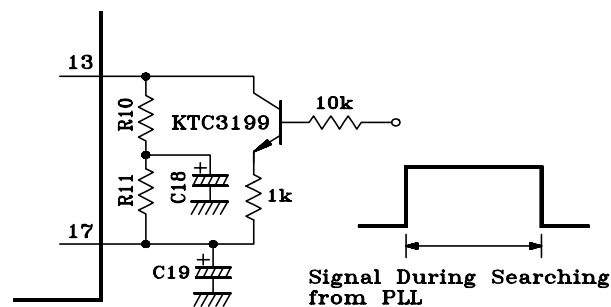 13
R10
KTC3199
10k
R11
+
C18
1k
17
+
C19
Signal During Searching
from PLL